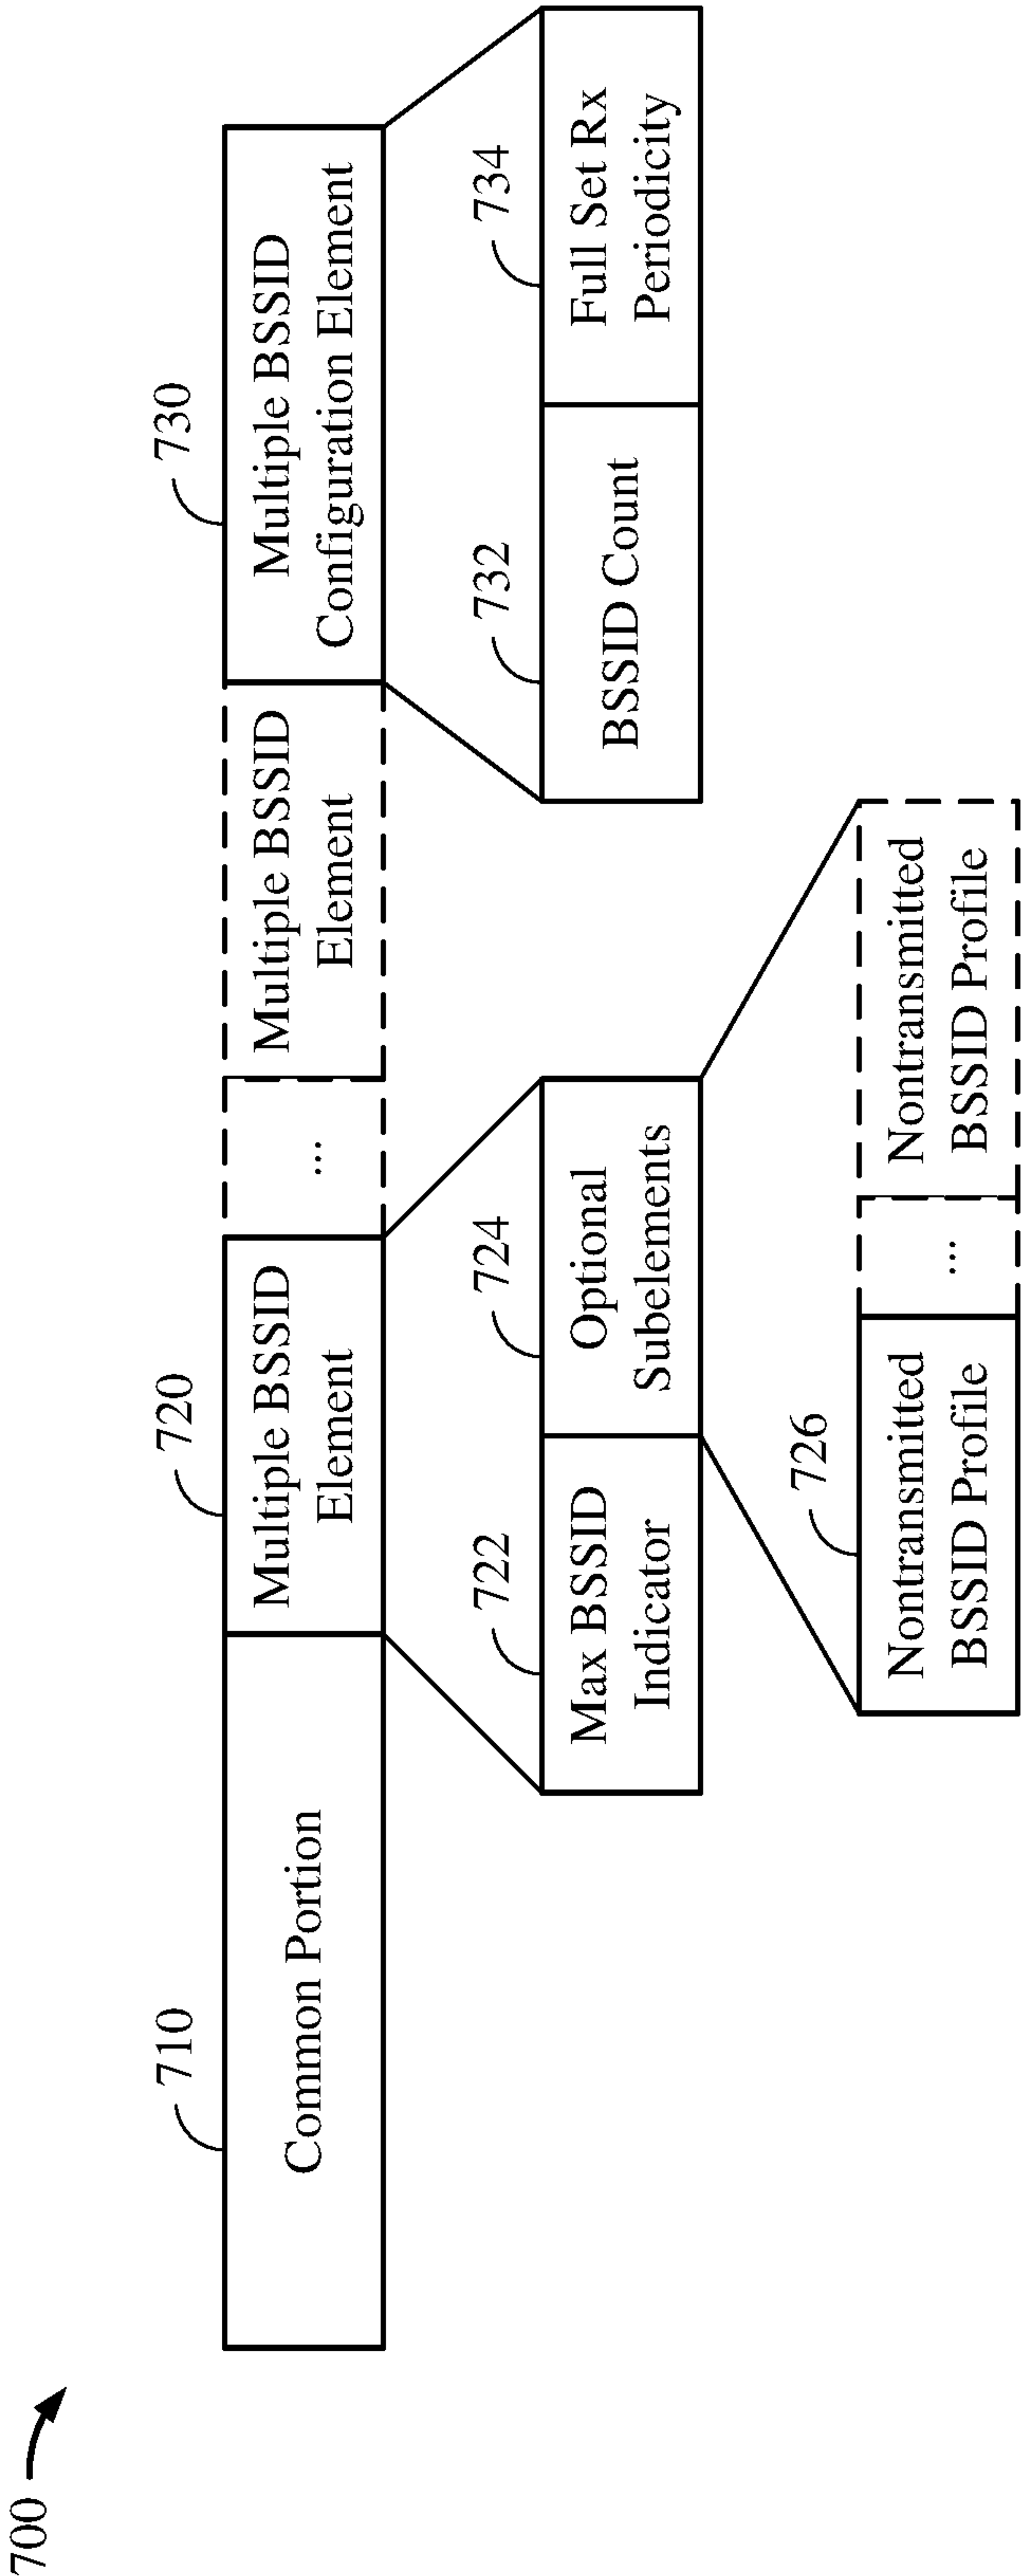 700
710
720
730
Common Portion
Multiple BSSID
Element
...
Multiple BSSID
Element
Multiple BSSID
Configuration Element
722
724
732
734
Max BSSID
Indicator
Optional
Subelements
BSSID Count
Full Set Rx
Periodicity
726
Nontransmitted
BSSID Profile
...
Nontransmitted
BSSID Profile